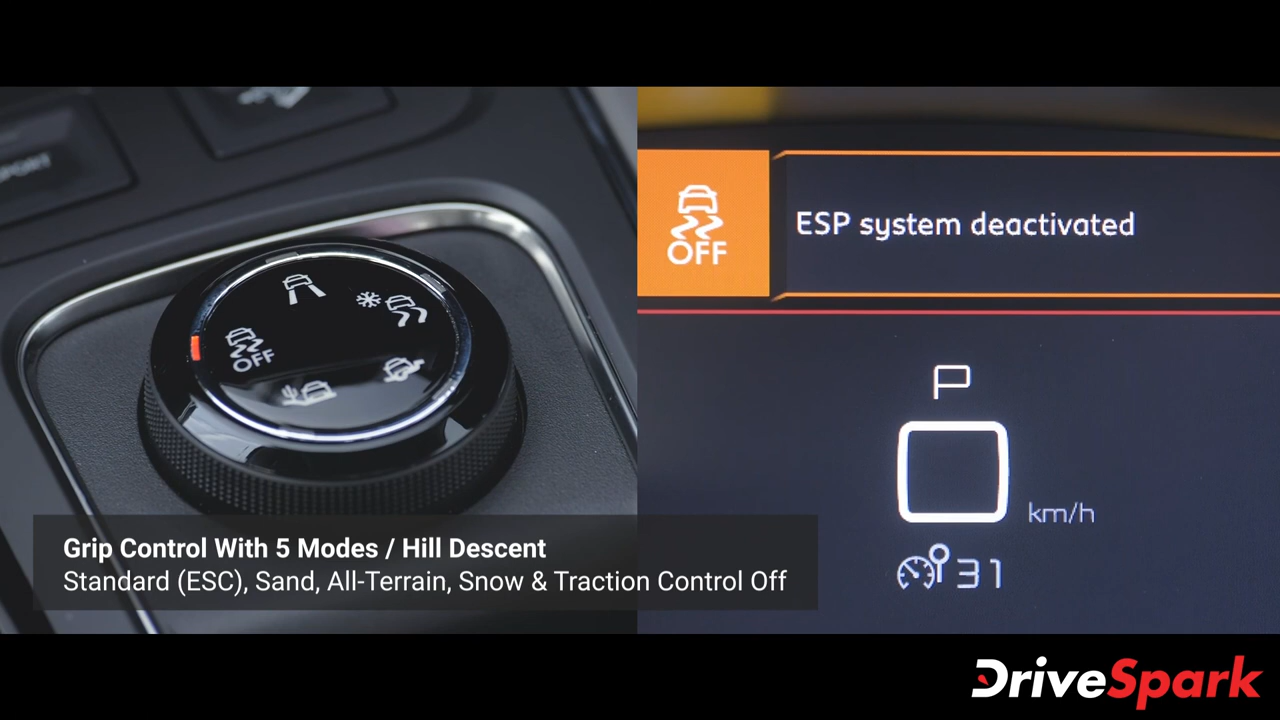 OFF
ESP system deactivated
OFF
P
km/h
31
Grip Control With 5 Modes / Hill Descent
Standard (ESC), Sand, All-Terrain, Snow & Traction Control Off
DriveSpark